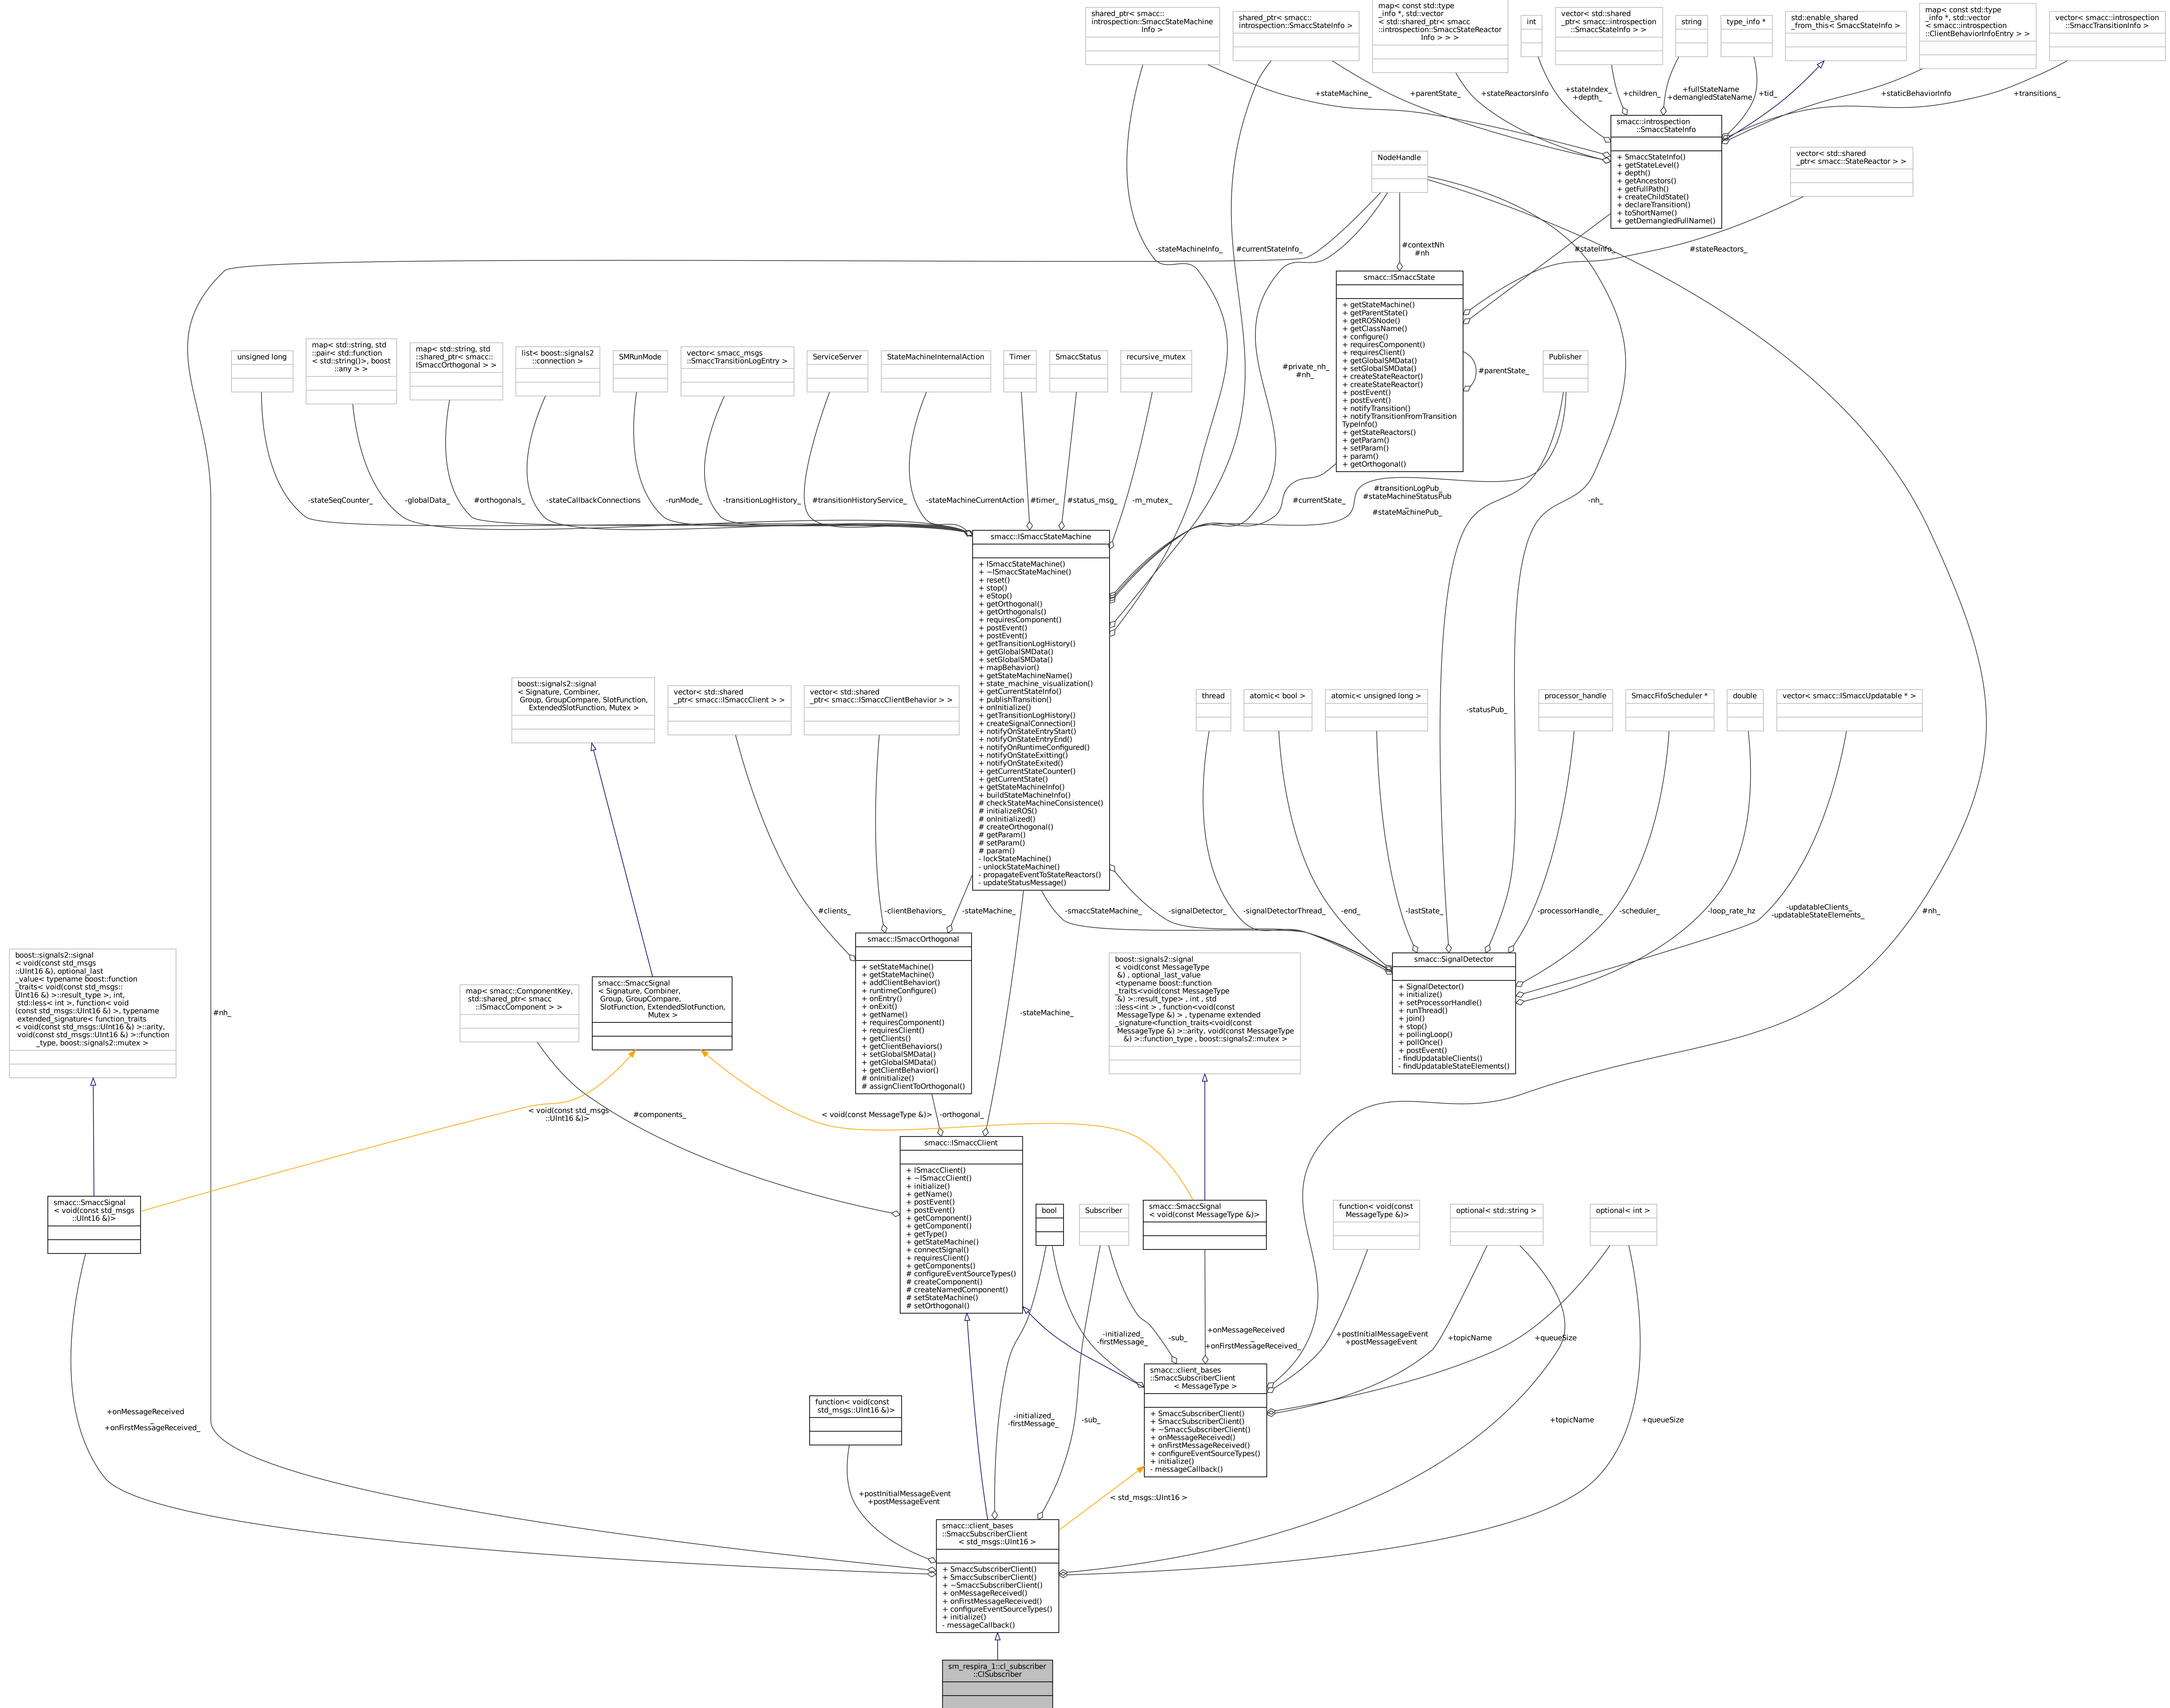 shared_ptr< smacc::
introspection::SmaccStateMachine
Info >
shared_ptr< smacc::
introspection::SmaccStateInfo >
map< const std::type
_info *, std::vector
< std::shared_ptr< smacc
::introspection::SmaccStateReactor
Info > > >
int
vector< std::shared
_ptr< smacc::introspection
::SmaccStateInfo > >
string
type_info *
std::enable_shared
_from_this< SmaccStateInfo >
map< const std::type
_info *, std::vector
< smacc::introspection
::ClientBehaviorInfoEntry > >
vector< smacc::introspection
::SmaccTransitionInfo >
+stateMachine_
+parentState_
+stateReactorsInfo
+stateIndex_
+depth_
+children_
+fullStateName
+demangledStateName
+tid_
+staticBehaviorInfo
+transitions_
smacc::introspection
::SmaccStateInfo
+ SmaccStateInfo()
+ getStateLevel()
+ depth()
+ getAncestors()
+ getFullPath()
+ createChildState()
+ declareTransition()
+ toShortName()
+ getDemangledFullName()
NodeHandle
vector< std::shared
_ptr< smacc::StateReactor > >
-stateMachineInfo_
#currentStateInfo_
#contextNh
#nh
#stateInfo_
#stateReactors_
smacc::ISmaccState
+ getStateMachine()
+ getParentState()
+ getROSNode()
+ getClassName()
+ configure()
+ requiresComponent()
+ requiresClient()
+ getGlobalSMData()
+ setGlobalSMData()
+ createStateReactor()
+ createStateReactor()
+ postEvent()
+ postEvent()
+ notifyTransition()
+ notifyTransitionFromTransition
TypeInfo()
+ getStateReactors()
+ getParam()
+ setParam()
+ param()
+ getOrthogonal()
#parentState_
#private_nh_
#nh_
unsigned long
map< std::string, std
::pair< std::function
< std::string()>, boost
::any > >
map< std::string, std
::shared_ptr< smacc::
ISmaccOrthogonal > >
list< boost::signals2
::connection >
SMRunMode
vector< smacc_msgs
::SmaccTransitionLogEntry >
ServiceServer
StateMachineInternalAction
Timer
SmaccStatus
recursive_mutex
Publisher
-stateSeqCounter_
-globalData_
#orthogonals_
-stateCallbackConnections
-runMode_
-transitionLogHistory_
#transitionHistoryService_
-stateMachineCurrentAction
#timer_
#status_msg_
-m_mutex_
#currentState_
#transitionLogPub_
#stateMachineStatusPub
_
#stateMachinePub_
-nh_
smacc::ISmaccStateMachine
+ ISmaccStateMachine()
+ ~ISmaccStateMachine()
+ reset()
+ stop()
+ eStop()
+ getOrthogonal()
+ getOrthogonals()
+ requiresComponent()
+ postEvent()
+ postEvent()
+ getTransitionLogHistory()
+ getGlobalSMData()
+ setGlobalSMData()
+ mapBehavior()
+ getStateMachineName()
+ state_machine_visualization()
+ getCurrentStateInfo()
+ publishTransition()
+ onInitialize()
+ getTransitionLogHistory()
+ createSignalConnection()
+ notifyOnStateEntryStart()
+ notifyOnStateEntryEnd()
+ notifyOnRuntimeConfigured()
+ notifyOnStateExitting()
+ notifyOnStateExited()
+ getCurrentStateCounter()
+ getCurrentState()
+ getStateMachineInfo()
+ buildStateMachineInfo()
# checkStateMachineConsistence()
# initializeROS()
# onInitialized()
# createOrthogonal()
# getParam()
# setParam()
# param()
- lockStateMachine()
- unlockStateMachine()
- propagateEventToStateReactors()
- updateStatusMessage()
boost::signals2::signal
< Signature, Combiner,
Group, GroupCompare, SlotFunction,
ExtendedSlotFunction, Mutex >
vector< std::shared
_ptr< smacc::ISmaccClient > >
vector< std::shared
_ptr< smacc::ISmaccClientBehavior > >
thread
atomic< bool >
atomic< unsigned long >
-statusPub_
processor_handle
SmaccFifoScheduler *
double
vector< smacc::ISmaccUpdatable * >
#clients_
-clientBehaviors_
-stateMachine_
-smaccStateMachine_
-signalDetector_
-signalDetectorThread_
-end_
-lastState_
-processorHandle_
-scheduler_
-loop_rate_hz
-updatableClients_
-updatableStateElements_
#nh_
smacc::ISmaccOrthogonal
+ setStateMachine()
+ getStateMachine()
+ addClientBehavior()
+ runtimeConfigure()
+ onEntry()
+ onExit()
+ getName()
+ requiresComponent()
+ requiresClient()
+ getClients()
+ getClientBehaviors()
+ setGlobalSMData()
+ getGlobalSMData()
+ getClientBehavior()
# onInitialize()
# assignClientToOrthogonal()
smacc::SignalDetector
+ SignalDetector()
+ initialize()
+ setProcessorHandle()
+ runThread()
+ join()
+ stop()
+ pollingLoop()
+ pollOnce()
+ postEvent()
- findUpdatableClients()
- findUpdatableStateElements()
boost::signals2::signal
< void(const std_msgs
::UInt16 &), optional_last
_value< typename boost::function
_traits< void(const std_msgs::
UInt16 &) >::result_type >, int,
std::less< int >, function< void
(const std_msgs::UInt16 &) >, typename
extended_signature< function_traits
< void(const std_msgs::UInt16 &) >::arity,
void(const std_msgs::UInt16 &) >::function
_type, boost::signals2::mutex >
#nh_
map< smacc::ComponentKey,
std::shared_ptr< smacc
::ISmaccComponent > >
smacc::SmaccSignal
< Signature, Combiner,
Group, GroupCompare,
SlotFunction, ExtendedSlotFunction,
Mutex >
-stateMachine_
boost::signals2::signal
< void(const MessageType
&) , optional_last_value
<typename boost::function
_traits<void(const MessageType
&) >::result_type> , int , std
::less<int > , function<void(const
MessageType &) > , typename extended
_signature<function_traits<void(const
MessageType &) >::arity, void(const MessageType
&) >::function_type , boost::signals2::mutex >
< void(const std_msgs
::UInt16 &)>
#components_
< void(const MessageType &)>
-orthogonal_
smacc::ISmaccClient
+ ISmaccClient()
+ ~ISmaccClient()
+ initialize()
+ getName()
+ postEvent()
+ postEvent()
+ getComponent()
+ getComponent()
+ getType()
+ getStateMachine()
+ connectSignal()
+ requiresClient()
+ getComponents()
# configureEventSourceTypes()
# createComponent()
# createNamedComponent()
# setStateMachine()
# setOrthogonal()
smacc::SmaccSignal
< void(const std_msgs
::UInt16 &)>
bool
Subscriber
smacc::SmaccSignal
< void(const MessageType &)>
function< void(const
MessageType &)>
optional< std::string >
optional< int >
-initialized_
-firstMessage_
-sub_
+onMessageReceived
_
+onFirstMessageReceived_
+postInitialMessageEvent
+postMessageEvent
+topicName
+queueSize
smacc::client_bases
::SmaccSubscriberClient
< MessageType >
+ SmaccSubscriberClient()
+ SmaccSubscriberClient()
+ ~SmaccSubscriberClient()
+ onMessageReceived()
+ onFirstMessageReceived()
+ configureEventSourceTypes()
+ initialize()
- messageCallback()
+onMessageReceived
_
+onFirstMessageReceived_
function< void(const
std_msgs::UInt16 &)>
-initialized_
-firstMessage_
-sub_
+topicName
+queueSize
+postInitialMessageEvent
+postMessageEvent
< std_msgs::UInt16 >
smacc::client_bases
::SmaccSubscriberClient
< std_msgs::UInt16 >
+ SmaccSubscriberClient()
+ SmaccSubscriberClient()
+ ~SmaccSubscriberClient()
+ onMessageReceived()
+ onFirstMessageReceived()
+ configureEventSourceTypes()
+ initialize()
- messageCallback()
sm_respira_1::cl_subscriber
::ClSubscriber